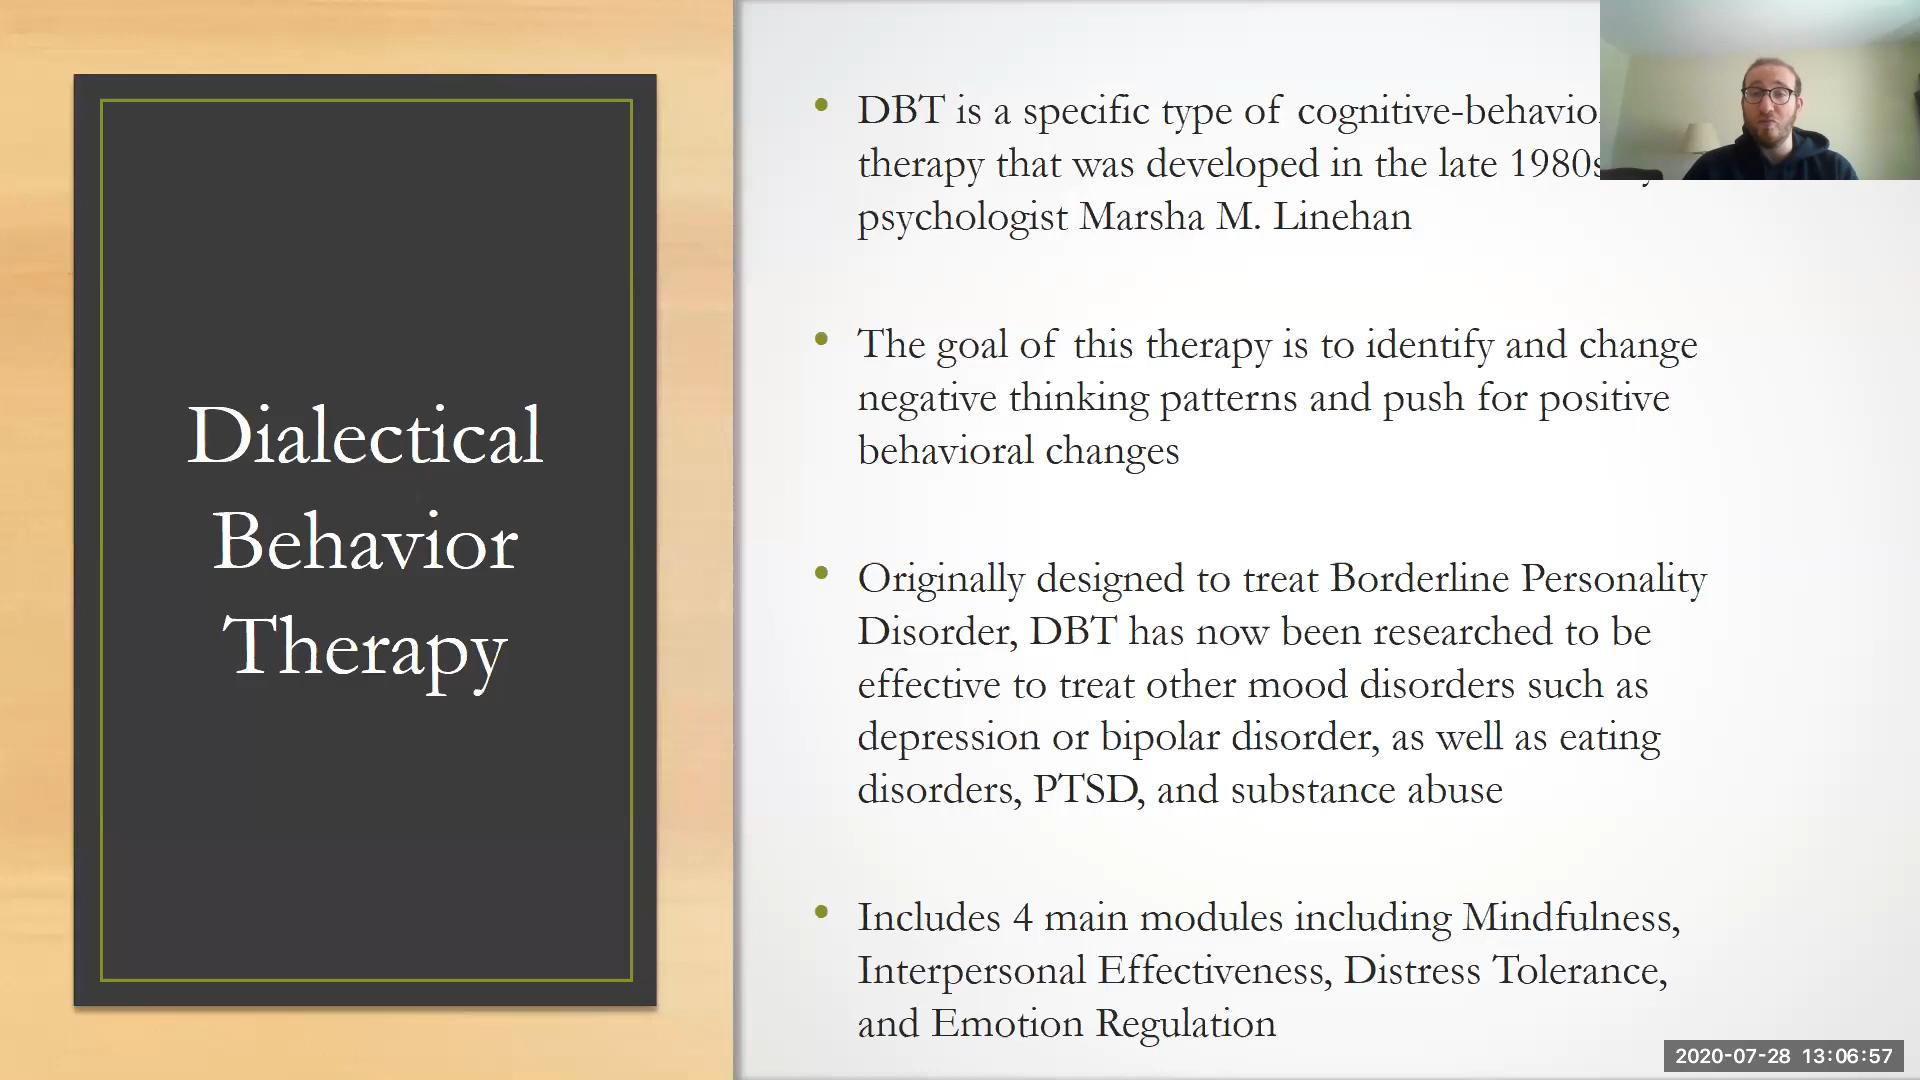 Dialectical
Behavior
Therapy
DBT is a specific type of cognitive-behavio
therapy that was developed in the late 1980s
psychologist Marsha M. Linehan
The goal of this therapy is to identify and change
negative thinking patterns and push for positive
behavioral changes
Originally designed to treat Borderline Personality
Disorder, DBT has now been researched to be
effective to treat other mood disorders such as
depression or bipolar disorder, as well as eating
disorders, PTSD, and substance abuse
Includes 4 main modules including Mindfulness,
Interpersonal Effectiveness, Distress Tolerance,
and Emotion Regulation
2020-07-28 13:06:57